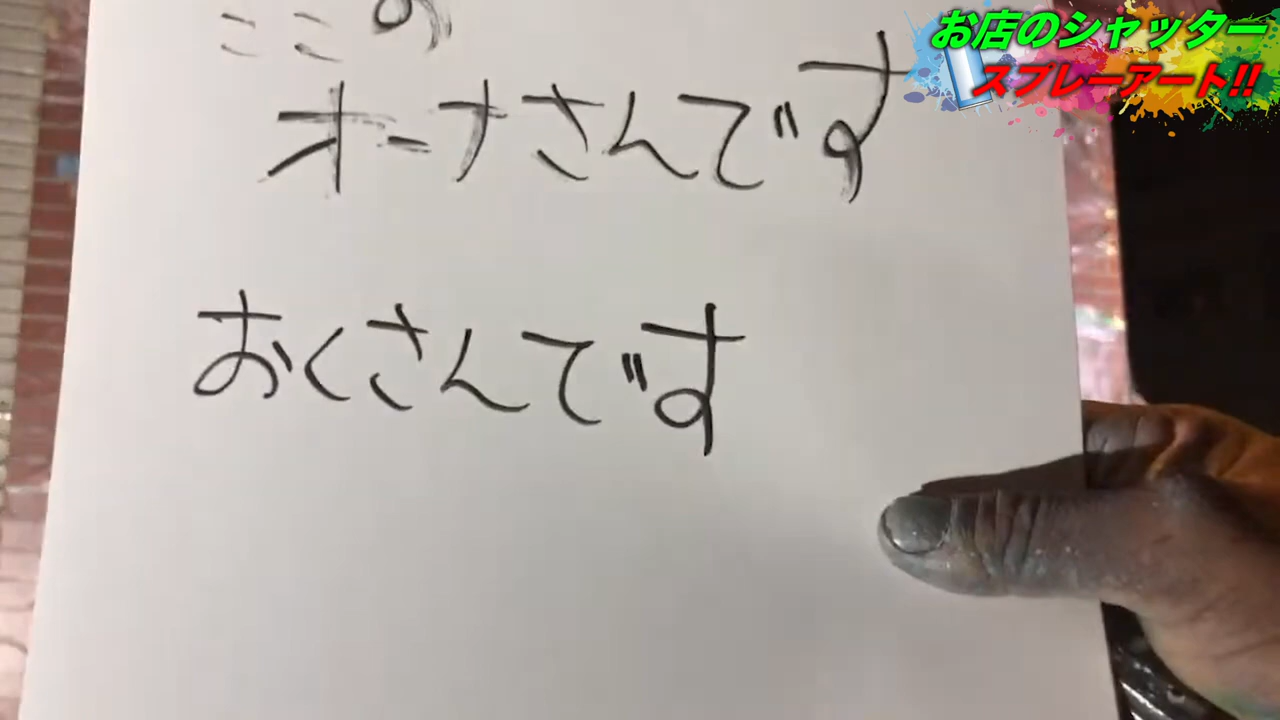 ここの
オーナさんです
おくさんです
お店のシャッター
スプレーアート!!